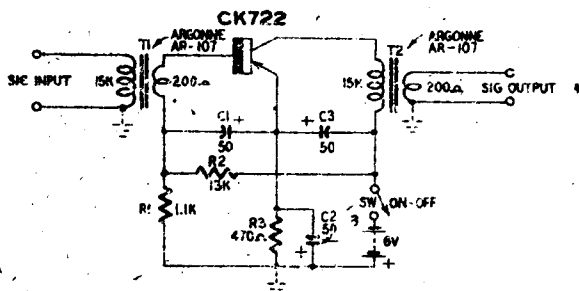 CK722
T1
ARGONNE
AR-107
T2
ARGONNE
AR-107
SIG INPUT
15K
200Ω
15K
200Ω
SIG OUTPUT
C1
+
50
+
C3
50
R2
13K
R1
1.1K
R3
470Ω
C2
50
+
SW
ON-OFF
6V
+